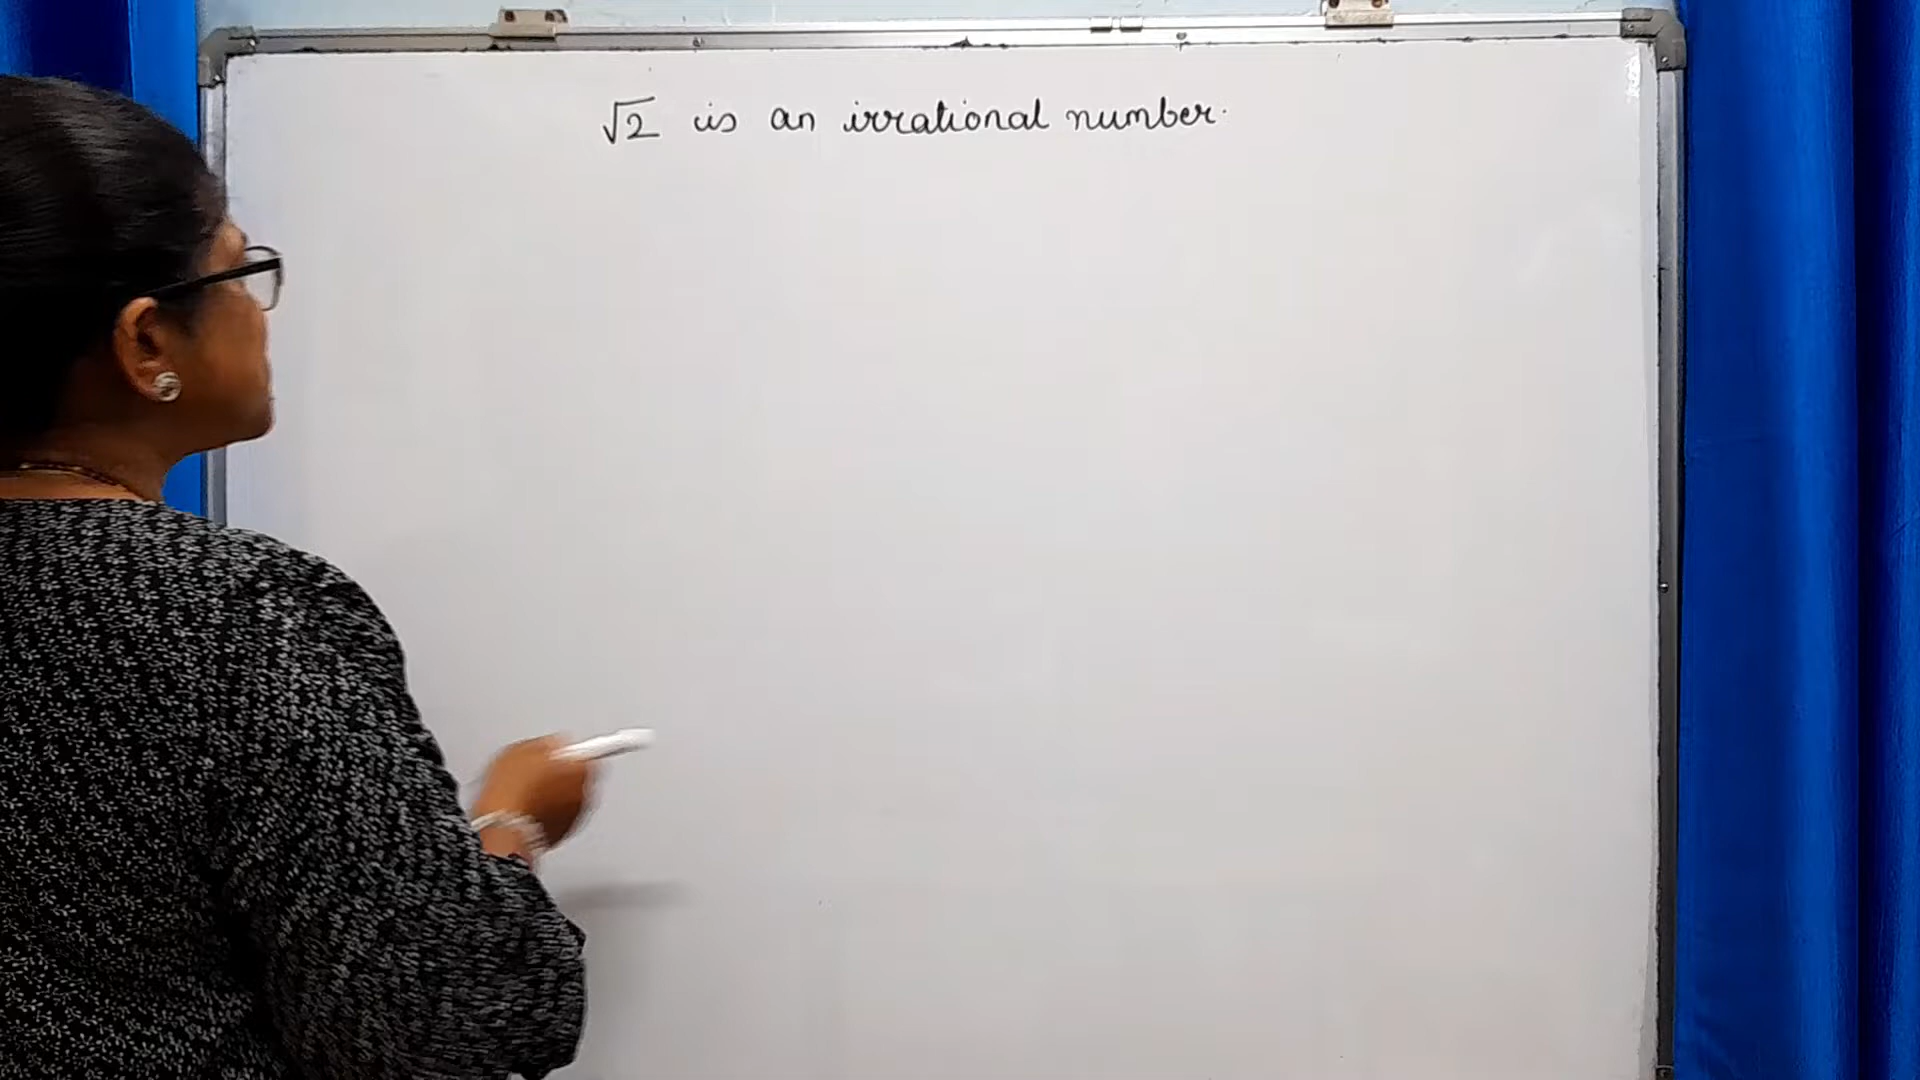 √2 is an irrational number.